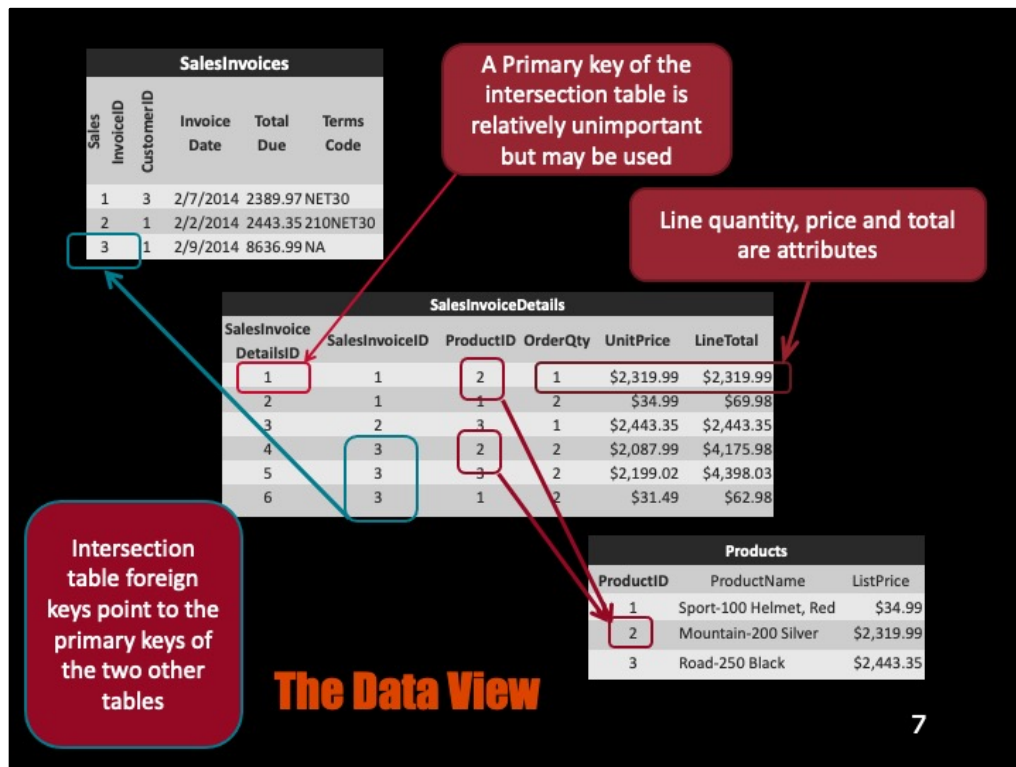 SalesInvoices
Sales InvoiceID CustomerID Invoice Date Total Due Terms Code
1 3 2/7/2014 2389.97 NET30
2 1 2/2/2014 2443.35 210NET30
3 1 2/9/2014 8636.99 NA
A Primary key of the
intersection table is
relatively unimportant
but may be used
Line quantity, price and total
are attributes
SalesInvoiceDetails
SalesInvoice DetailsID SalesInvoiceID ProductID OrderQty UnitPrice LineTotal
1 1 2 1 $2,319.99 $2,319.99
2 1 1 2 $34.99 $69.98
3 2 3 1 $2,443.35 $2,443.35
4 3 2 2 $2,087.99 $4,175.98
5 3 3 2 $2,199.02 $4,398.03
6 3 1 2 $31.49 $62.98
Intersection
table foreign
keys point to the
primary keys of
the two other
tables
Products
ProductID ProductName ListPrice
1 Sport-100 Helmet, Red $34.99
2 Mountain-200 Silver $2,319.99
3 Road-250 Black $2,443.35
The Data View
7